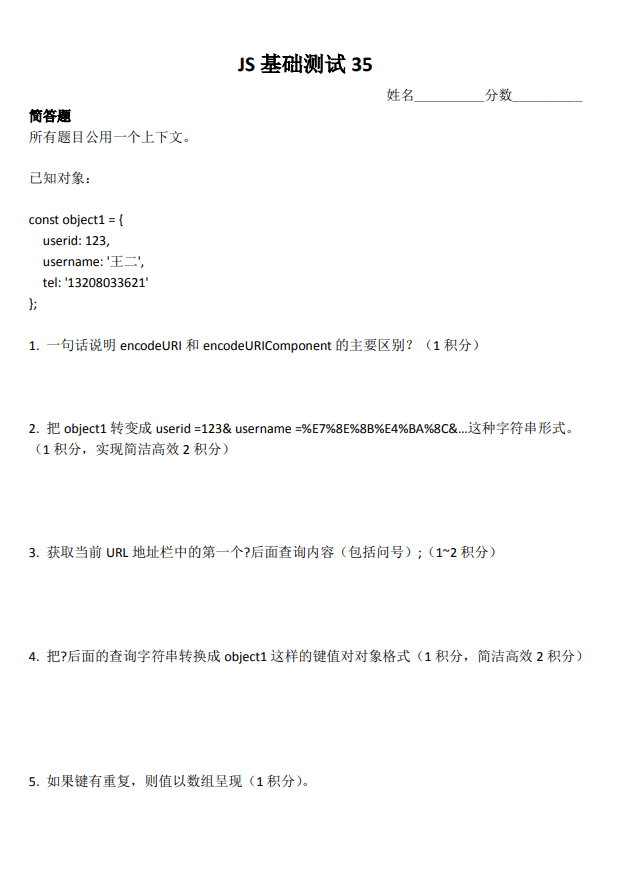 JS 基础测试 35
姓名__________分数__________
简答题
所有题目公用一个上下文。
已知对象：
const object1 = {
userid: 123,
username: '王二',
tel: '13208033621'
};
1. 一句话说明 encodeURI 和 encodeURIComponent 的主要区别？（1 积分）
2. 把 object1 转变成 userid =123& username =%E7%8E%8B%E4%BA%8C&…这种字符串形式。
（1 积分，实现简洁高效 2 积分）
3. 获取当前 URL 地址栏中的第一个?后面查询内容（包括问号）;（1~2 积分）
4. 把?后面的查询字符串转换成 object1 这样的键值对对象格式（1 积分，简洁高效 2 积分）
5. 如果键有重复，则值以数组呈现（1 积分）。